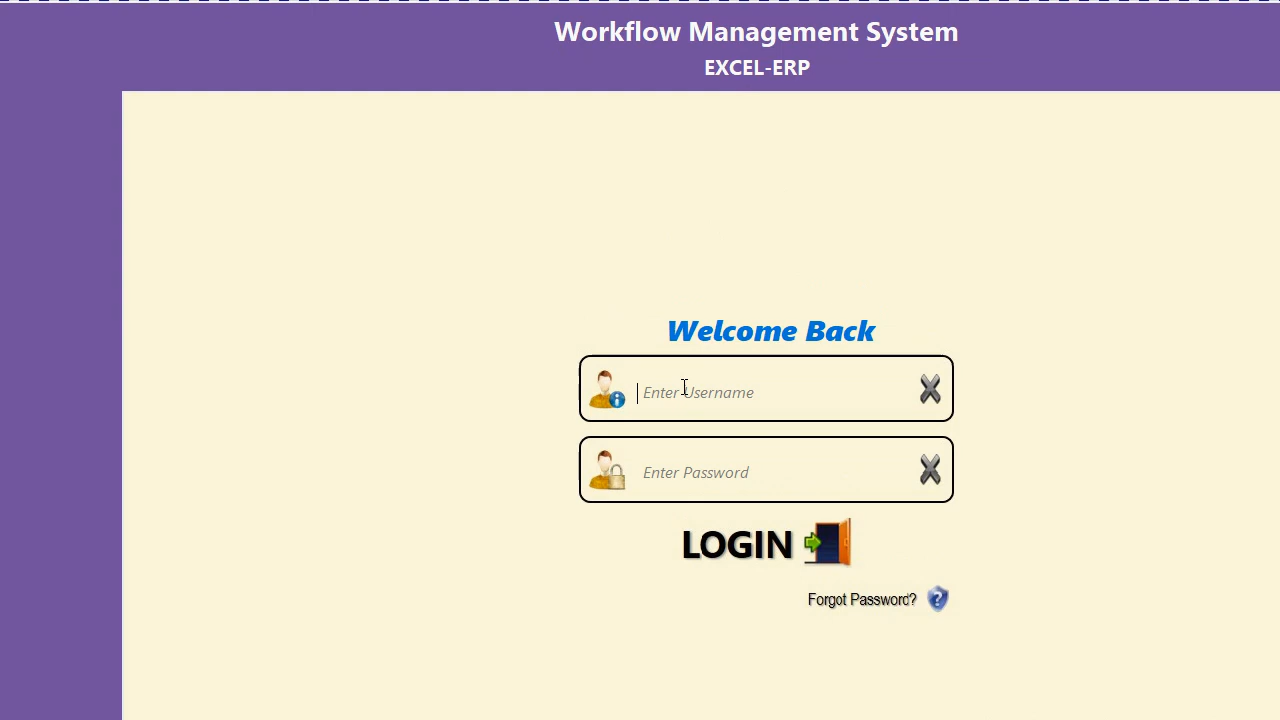 Workflow Management System
EXCEL-ERP
Welcome Back
Enter Username
Enter Password
LOGIN
Forgot Password?